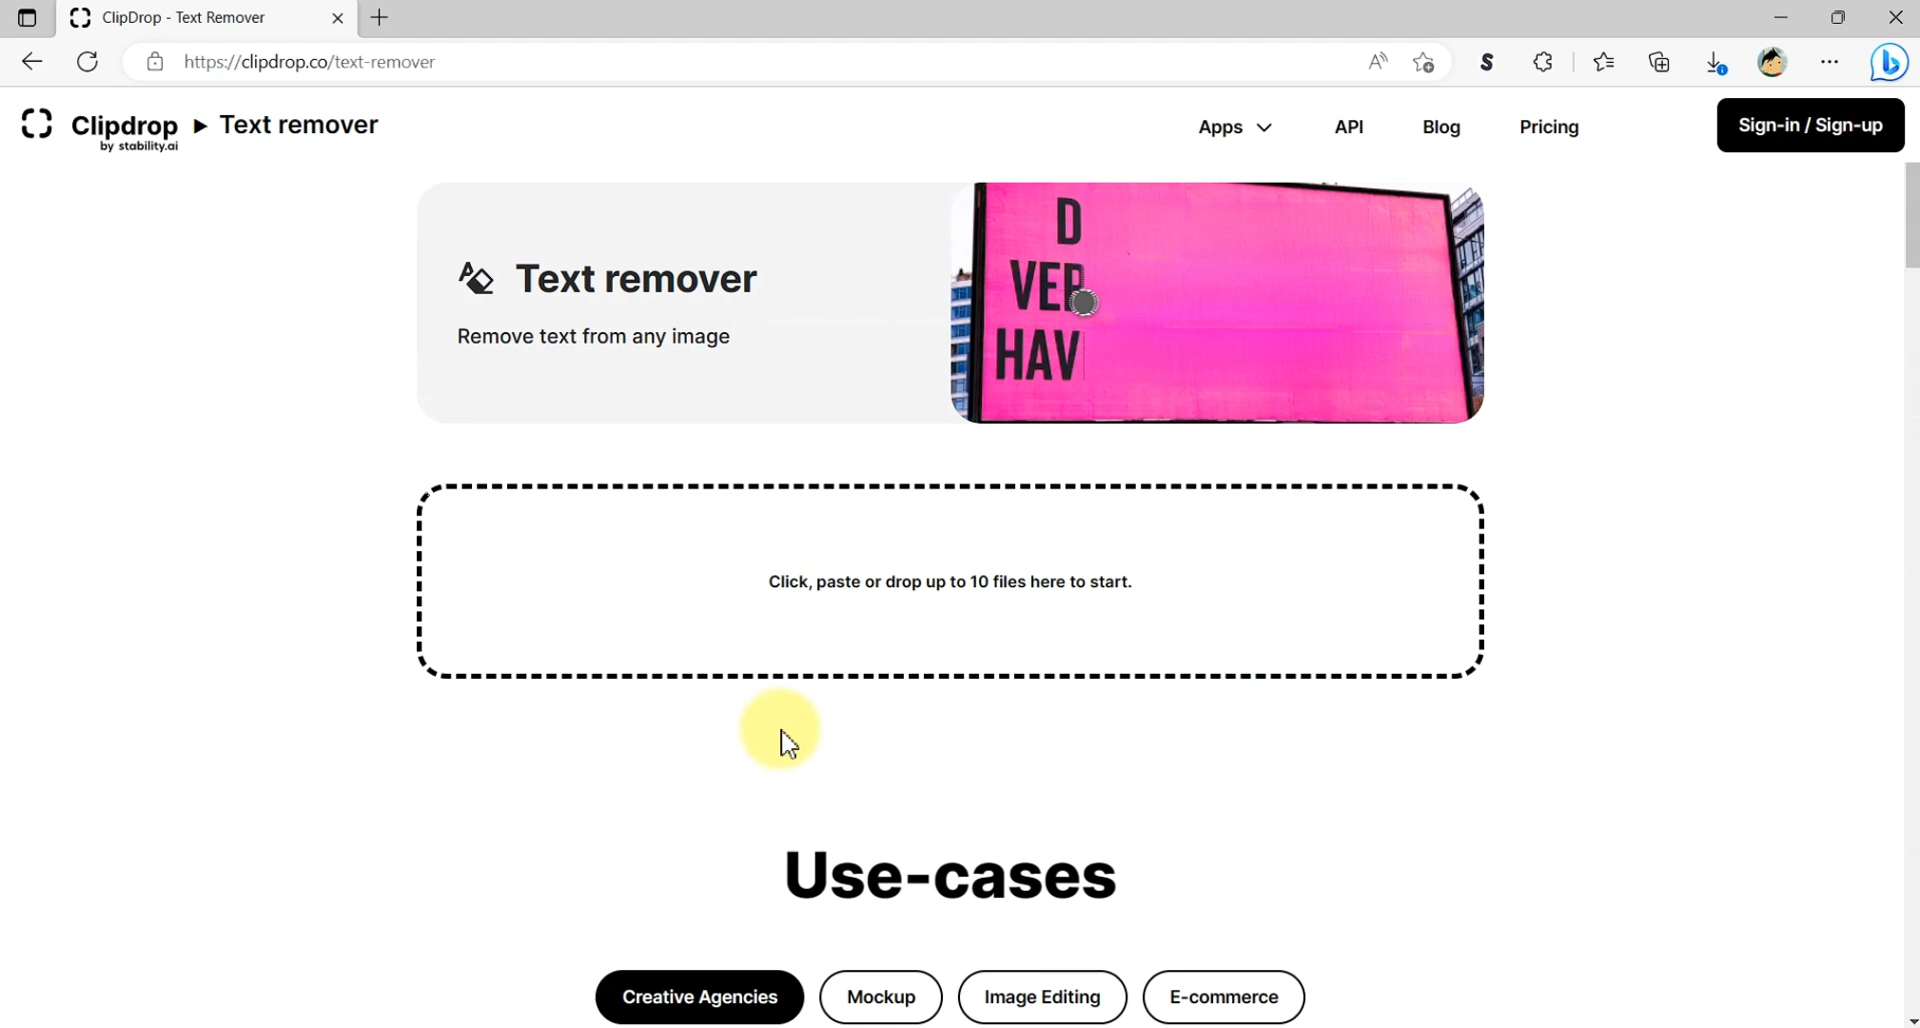 ClipDrop - Text Remover
https://clipdrop.co/text-remover
Clipdrop ▶ Text remover
by stability.ai
Apps
API
Blog
Pricing
Sign-in / Sign-up
Text remover
Remove text from any image
D
VER
HAV
Click, paste or drop up to 10 files here to start.
Use-cases
Creative Agencies
Mockup
Image Editing
E-commerce